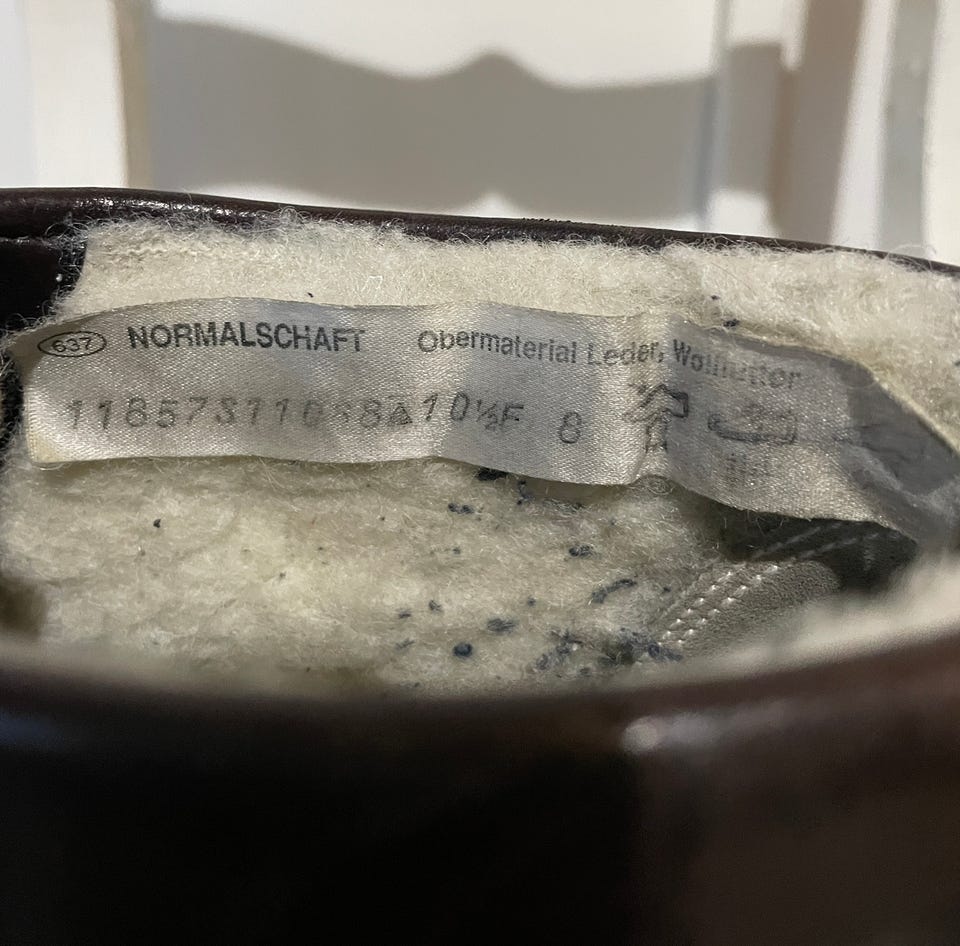 637 NORMALSCHAFT Obermaterial Leder, Wollfutter
10½F 8